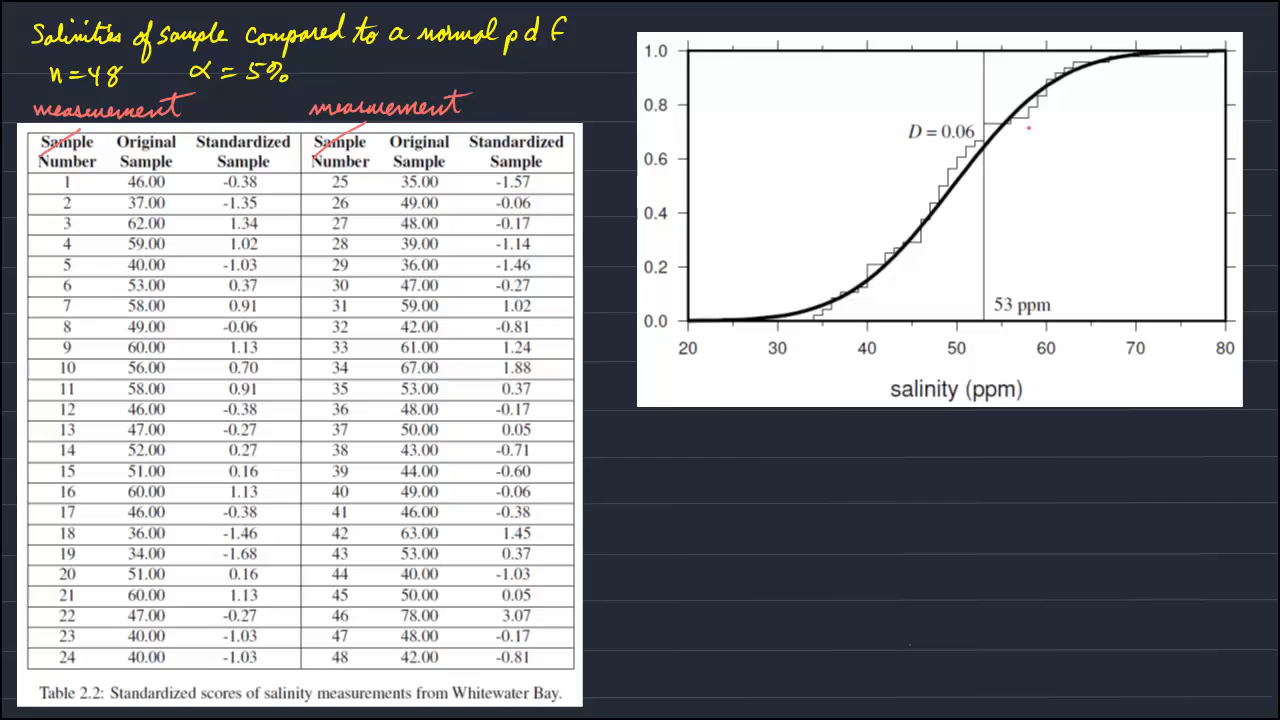 Salinities of sample compared to a normal pdf
n=48 α = 5%
measurement measurement
Sample Number Original Sample Standardized Sample Sample Number Original Sample Standardized Sample
1 46.00 -0.38 25 35.00 -1.57
2 37.00 -1.35 26 49.00 -0.06
3 62.00 1.34 27 48.00 -0.17
4 59.00 1.02 28 39.00 -1.14
5 40.00 -1.03 29 36.00 -1.46
6 53.00 0.37 30 47.00 -0.27
7 58.00 0.91 31 59.00 1.02
8 49.00 -0.06 32 42.00 -0.81
9 60.00 1.13 33 61.00 1.24
10 56.00 0.70 34 67.00 1.88
11 58.00 0.91 35 53.00 0.37
12 46.00 -0.38 36 48.00 -0.17
13 47.00 -0.27 37 50.00 0.05
14 52.00 0.27 38 43.00 -0.71
15 51.00 0.16 39 44.00 -0.60
16 60.00 1.13 40 49.00 -0.06
17 46.00 -0.38 41 46.00 -0.38
18 36.00 -1.46 42 63.00 1.45
19 34.00 -1.68 43 53.00 0.37
20 51.00 0.16 44 40.00 -1.03
21 60.00 1.13 45 50.00 0.05
22 47.00 -0.27 46 78.00 3.07
23 40.00 -1.03 47 48.00 -0.17
24 40.00 -1.03 48 42.00 -0.81
Table 2.2: Standardized scores of salinity measurements from Whitewater Bay.
1.0
0.8
D = 0.06
0.6
0.4
0.2
53 ppm
0.0
20 30 40 50 60 70 80
salinity (ppm)